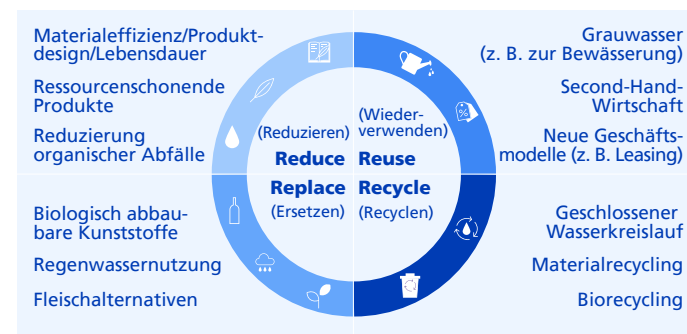 Materialeffizienz/Produkt-
design/Lebensdauer
Ressourcenschonende
Produkte
Reduzierung
organischer Abfälle
(Reduzieren)
Reduce
Grauwasser
(z. B. zur Bewässerung)
Second-Hand-
Wirtschaft
Neue Geschäfts-
modelle (z. B. Leasing)
(Wieder-
verwenden)
Reuse
Replace
(Ersetzen)
Biologisch abbau-
bare Kunststoffe
Regenwassernutzung
Fleischalternativen
Recycle
(Recyclen)
Geschlossener
Wasserkreislauf
Materialrecycling
Biorecycling